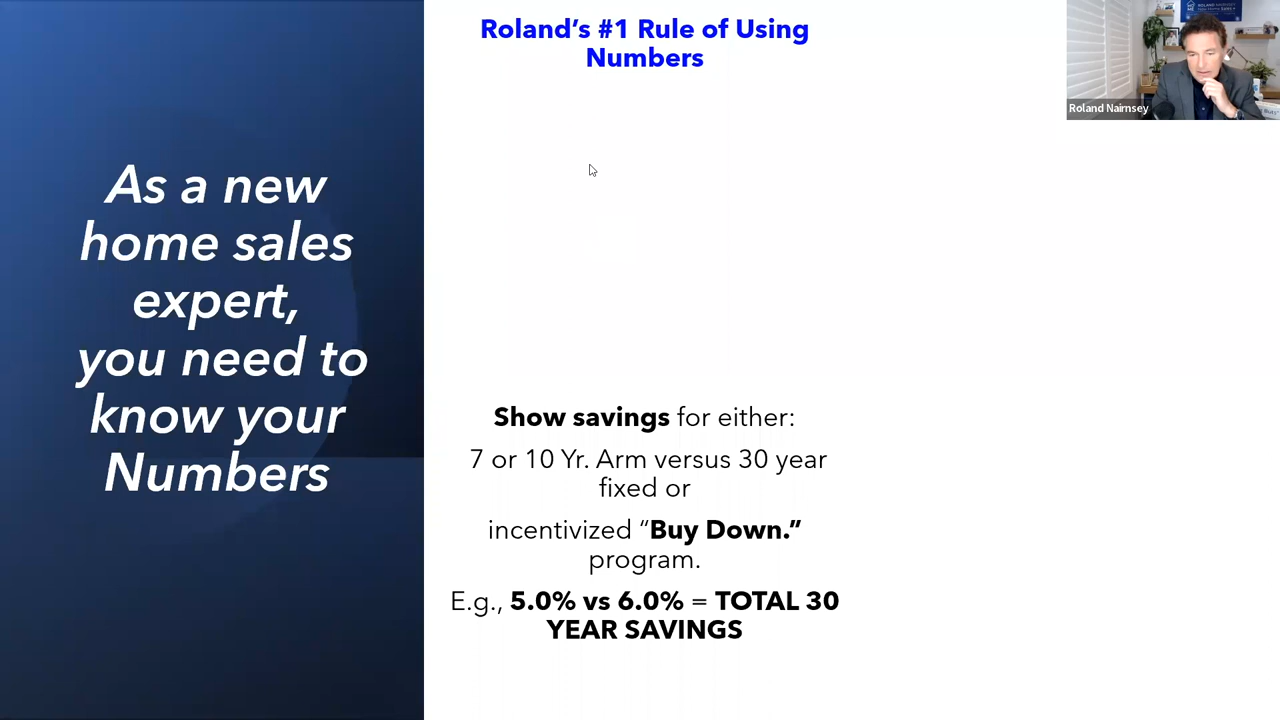 As a new
home sales
expert,
you need to
know your
Numbers
Roland’s #1 Rule of Using
Numbers
Show savings for either:
7 or 10 Yr. Arm versus 30 year
fixed or
incentivized “Buy Down.”
program.
E.g., 5.0% vs 6.0% = TOTAL 30
YEAR SAVINGS
Roland Nairnsey